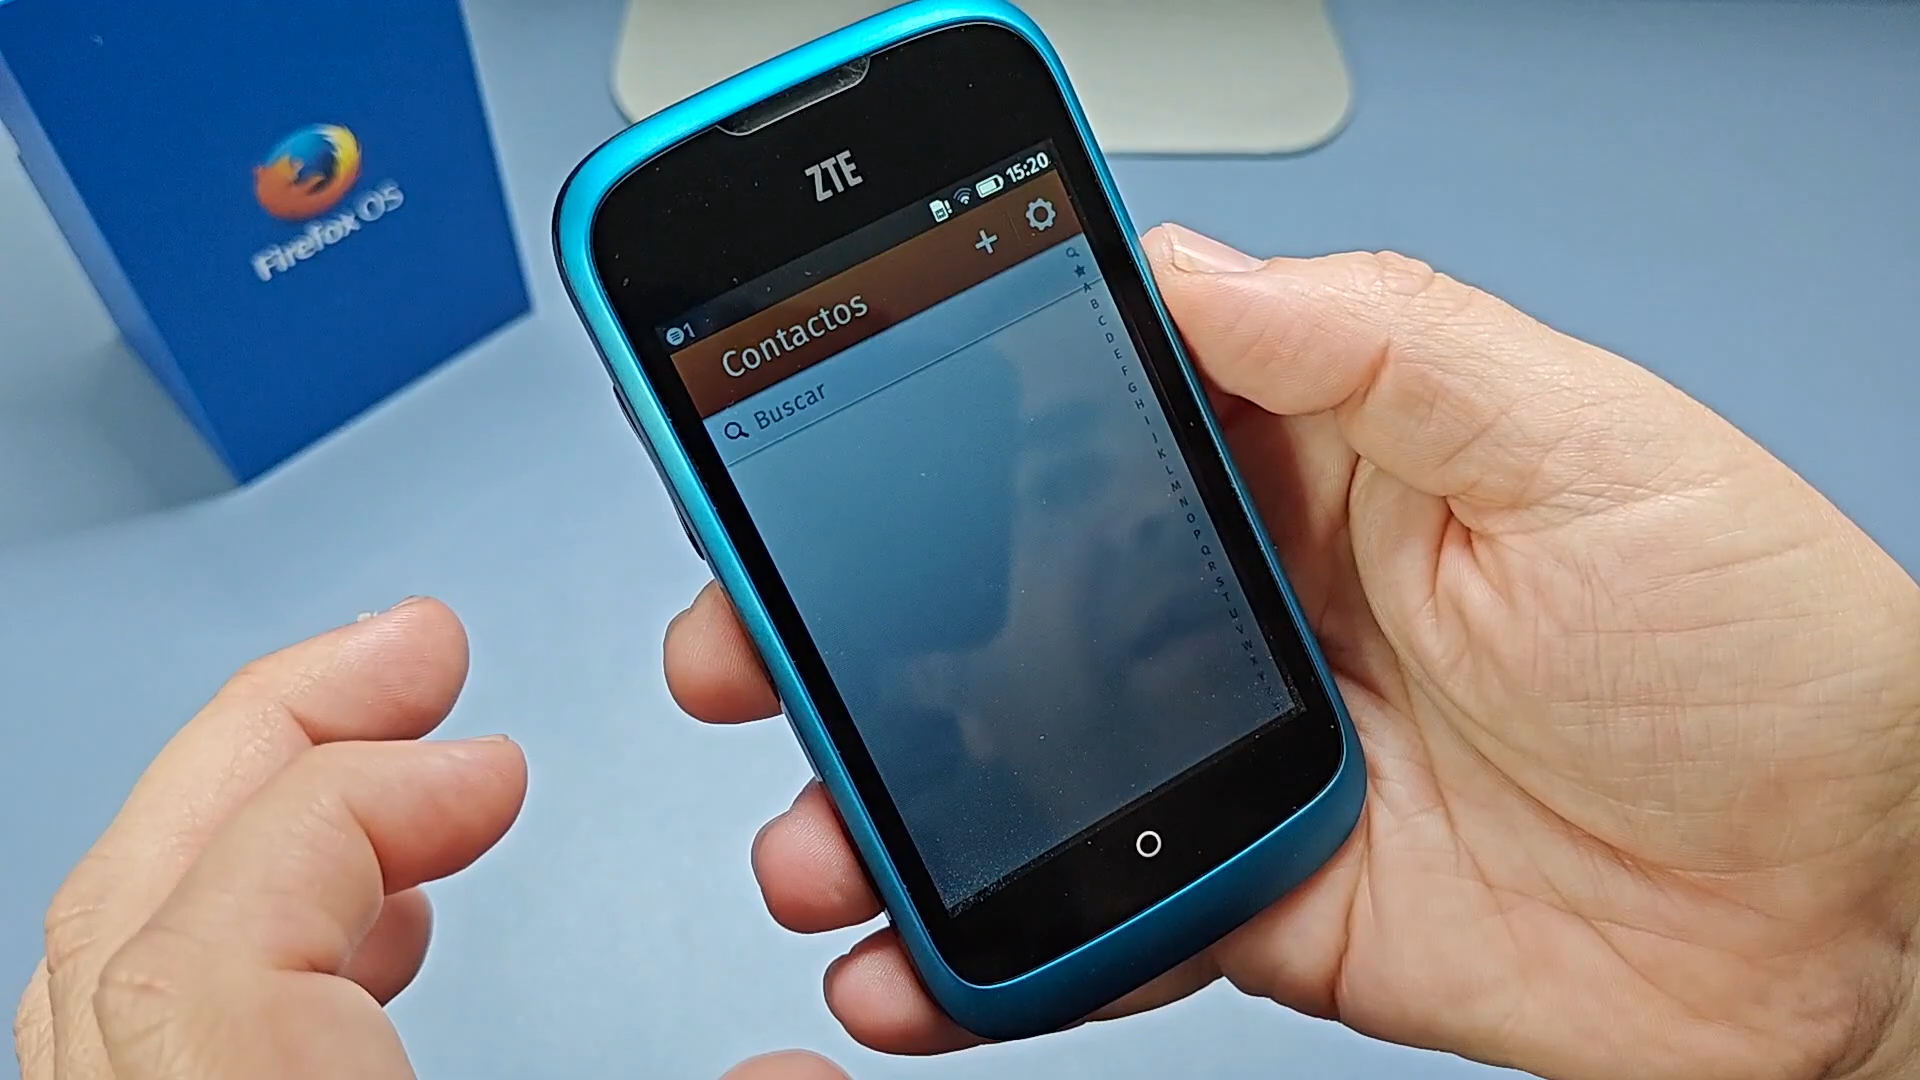 Firefox OS
ZTE
1
15:20
Contactos
+
Buscar
A
B
C
D
E
F
G
H
I
J
K
L
M
N
O
P
Q
R
S
T
U
V
W
X
Y
Z